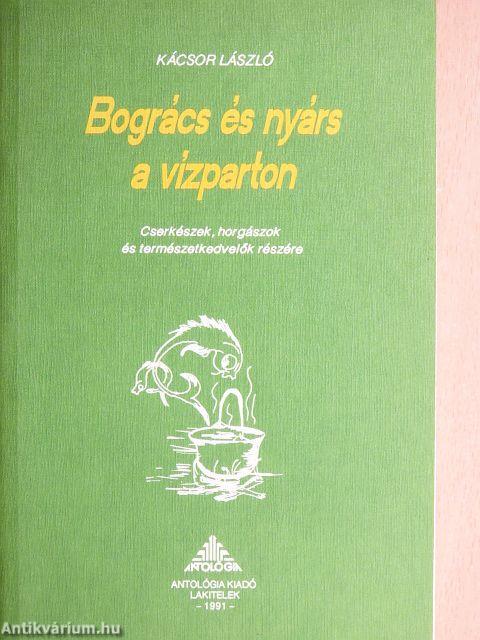 KÁCSOR LÁSZLÓ
Bogrács és nyárs
a vízparton
Cserkészek, horgászok
és természetkedvelők részére
ANTOLÓGIA
ANTOLÓGIA KIADÓ
LAKITELEK
– 1991 –
Antikvárium.hu